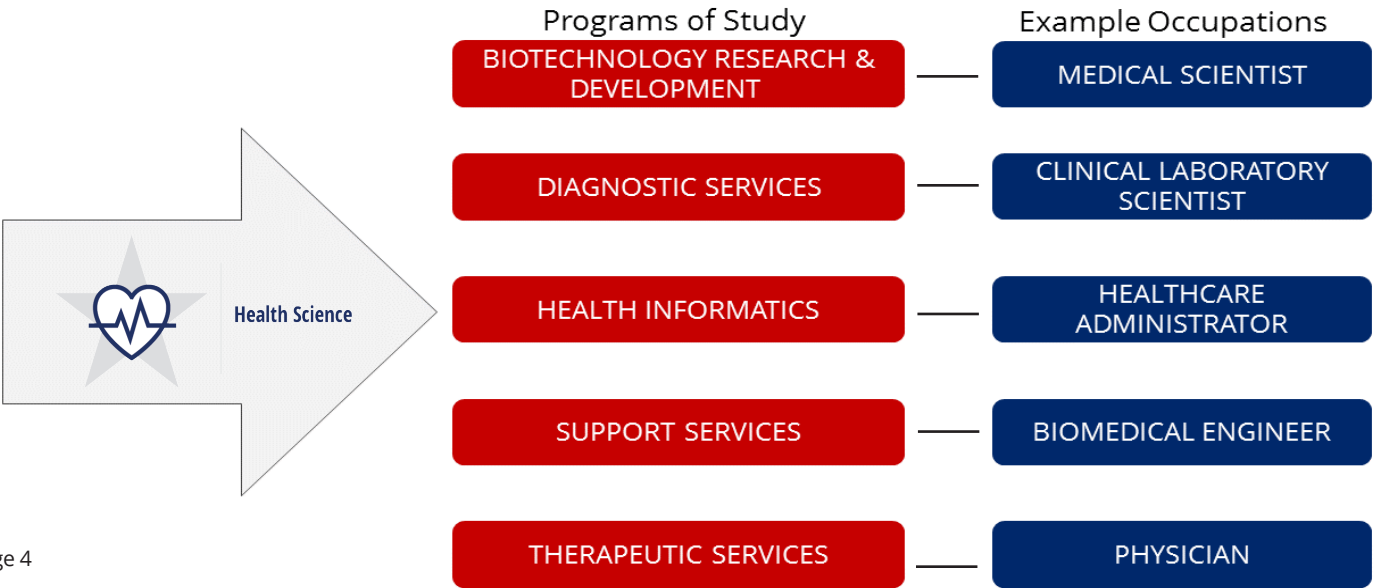 Programs of Study
Example Occupations
BIOTECHNOLOGY RESEARCH &
DEVELOPMENT
MEDICAL SCIENTIST
DIAGNOSTIC SERVICES
CLINICAL LABORATORY
SCIENTIST
Health Science
HEALTH INFORMATICS
HEALTHCARE
ADMINISTRATOR
SUPPORT SERVICES
BIOMEDICAL ENGINEER
THERAPEUTIC SERVICES
PHYSICIAN
ge 4